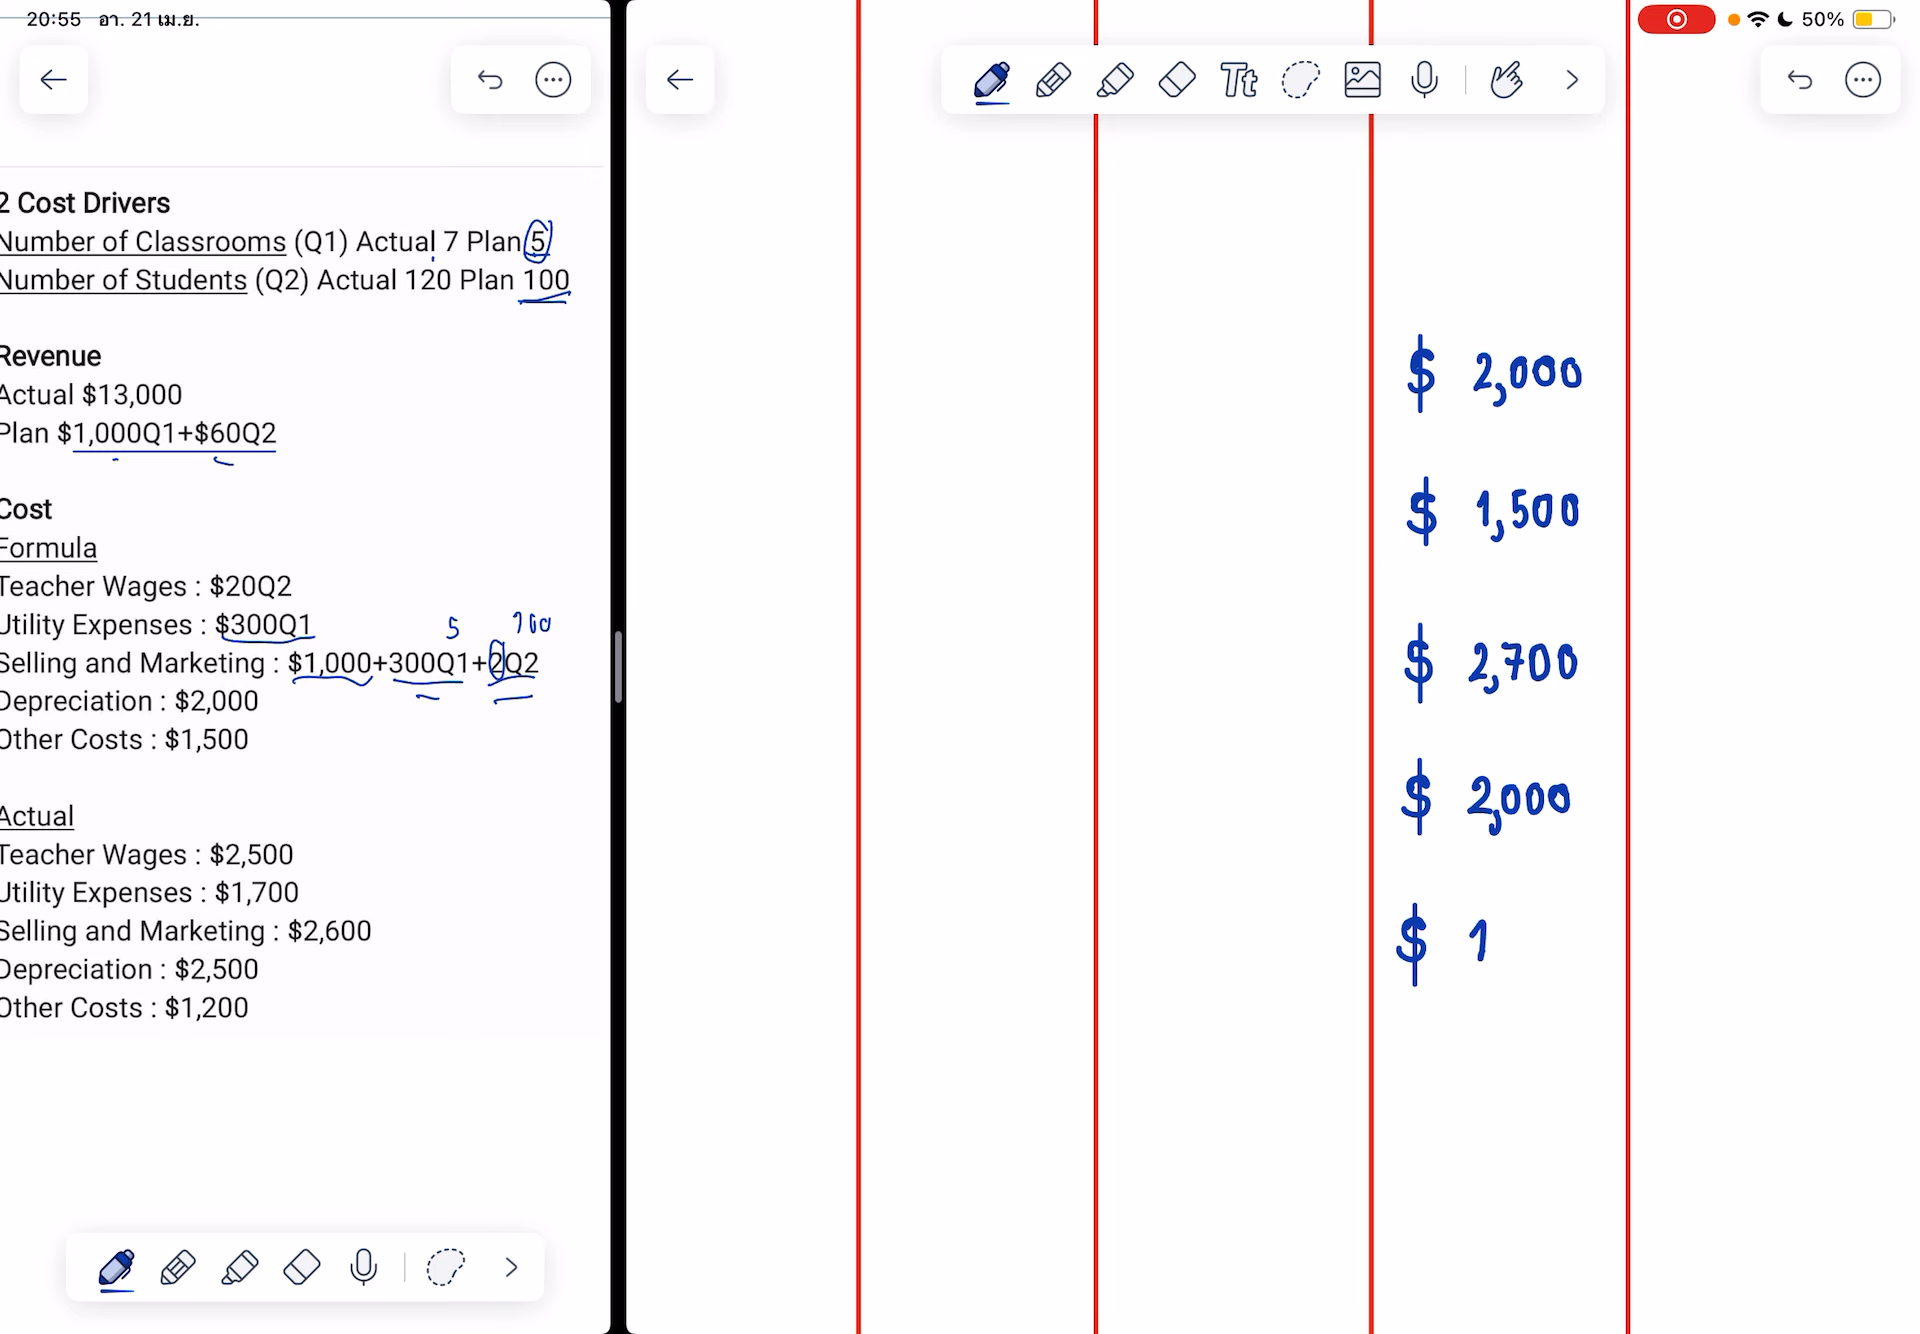 20:55 อา. 21 เม.ย.
50%
Tt
2 Cost Drivers
Number of Classrooms (Q1) Actual 7 Plan 5
Number of Students (Q2) Actual 120 Plan 100
Revenue
Actual $13,000
Plan $1,000Q1+$60Q2
Cost
Formula
Teacher Wages : $20Q2
Utility Expenses : $300Q1
5 100
Selling and Marketing : $1,000+300Q1+2Q2
Depreciation : $2,000
Other Costs : $1,500
Actual
Teacher Wages : $2,500
Utility Expenses : $1,700
Selling and Marketing : $2,600
Depreciation : $2,500
Other Costs : $1,200
$ 2,000
$ 1,500
$ 2,700
$ 2,000
$ 1